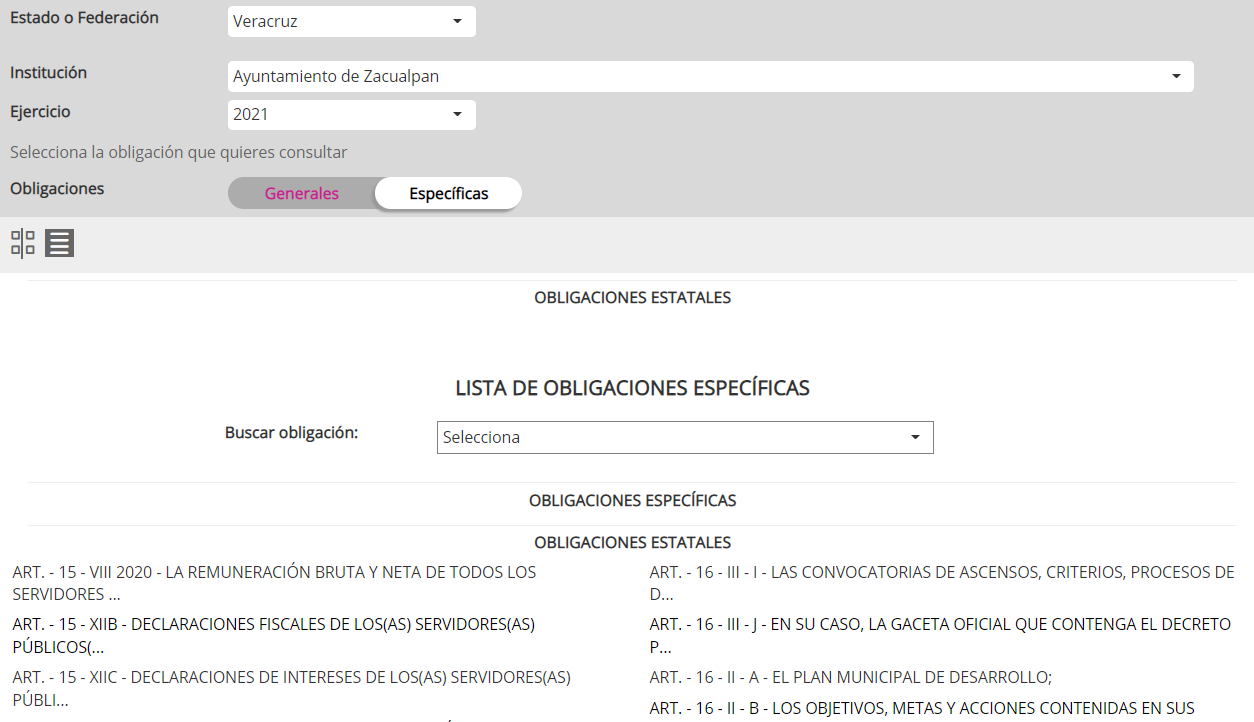 Estado o Federación
Veracruz
Institución
Ayuntamiento de Zacualpan
Ejercicio
2021
Selecciona la obligación que quieres consultar
Obligaciones
Generales
Específicas
OBLIGACIONES ESTATALES
LISTA DE OBLIGACIONES ESPECÍFICAS
Buscar obligación:
Selecciona
OBLIGACIONES ESPECÍFICAS
OBLIGACIONES ESTATALES
ART. - 15 - VIII 2020 - LA REMUNERACIÓN BRUTA Y NETA DE TODOS LOS
SERVIDORES ...
ART. - 15 - XIIB - DECLARACIONES FISCALES DE LOS(AS) SERVIDORES(AS)
PÚBLICOS(...
ART. - 15 - XIIC - DECLARACIONES DE INTERESES DE LOS(AS) SERVIDORES(AS)
PÚBLI...
ART. - 16 - III - I - LAS CONVOCATORIAS DE ASCENSOS, CRITERIOS, PROCESOS DE
D...
ART. - 16 - III - J - EN SU CASO, LA GACETA OFICIAL QUE CONTENGA EL DECRETO
P...
ART. - 16 - II - A - EL PLAN MUNICIPAL DE DESARROLLO;
ART. - 16 - II - B - LOS OBJETIVOS, METAS Y ACCIONES CONTENIDAS EN SUS